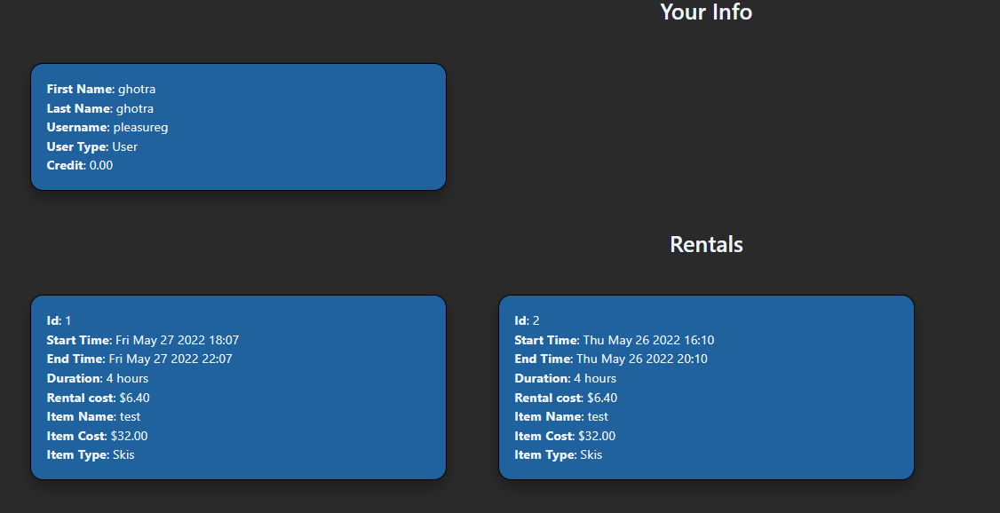 Your Info
First Name: ghotra
Last Name: ghotra
Username: pleasureg
User Type: User
Credit: 0.00
Rentals
Id: 1
Start Time: Fri May 27 2022 18:07
End Time: Fri May 27 2022 22:07
Duration: 4 hours
Rental cost: $6.40
Item Name: test
Item Cost: $32.00
Item Type: Skis
Id: 2
Start Time: Thu May 26 2022 16:10
End Time: Thu May 26 2022 20:10
Duration: 4 hours
Rental cost: $6.40
Item Name: test
Item Cost: $32.00
Item Type: Skis